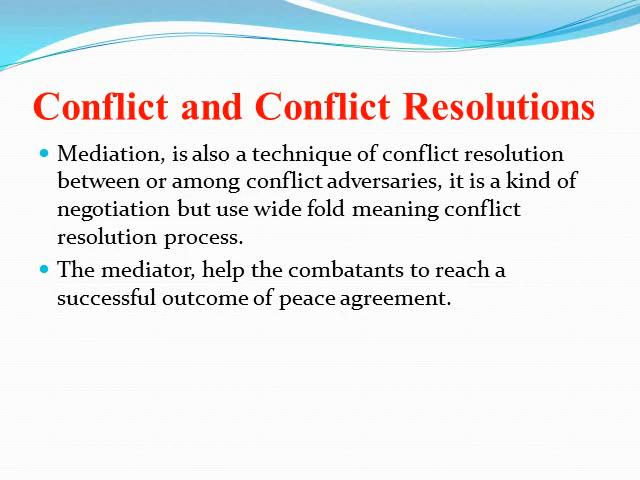 Conflict and Conflict Resolutions
Mediation, is also a technique of conflict resolution
between or among conflict adversaries, it is a kind of
negotiation but use wide fold meaning conflict
resolution process.
The mediator, help the combatants to reach a
successful outcome of peace agreement.